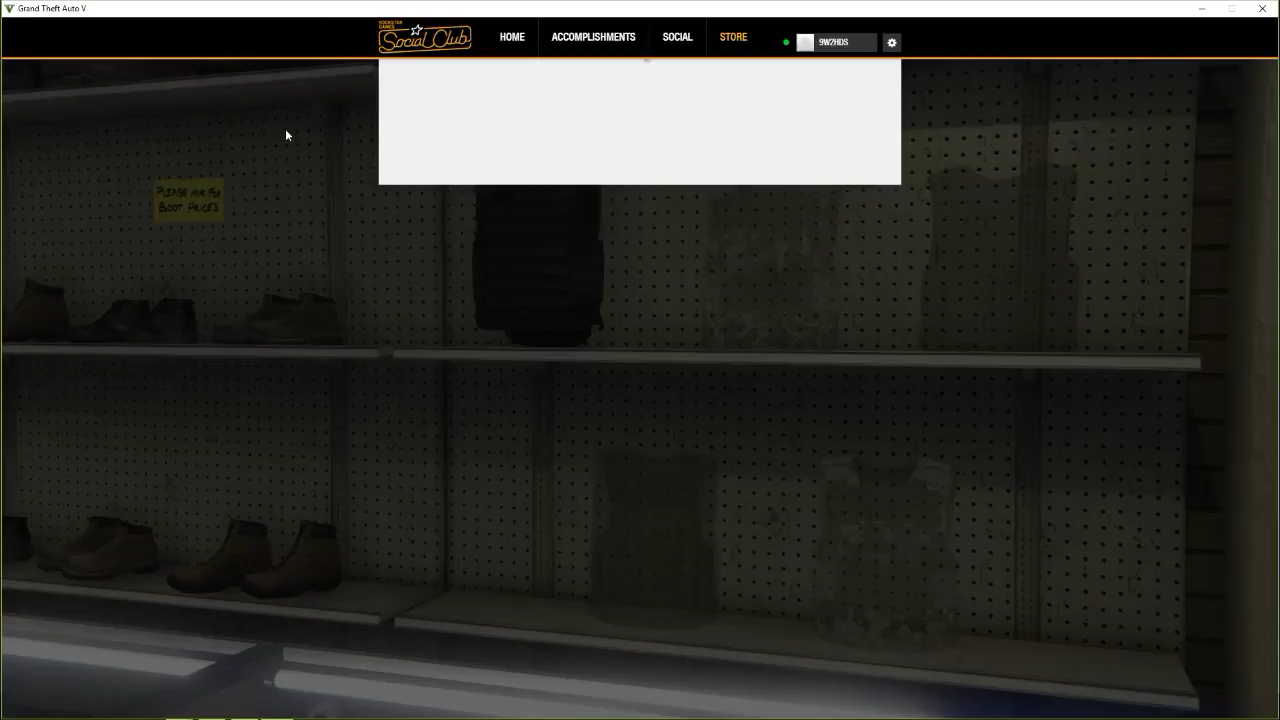 Grand Theft Auto V
ROCKSTAR
GAMES
Social Club
HOME
ACCOMPLISHMENTS
SOCIAL
STORE
9W2HDS
PLEASE ASK FOR
BOOT PRICES